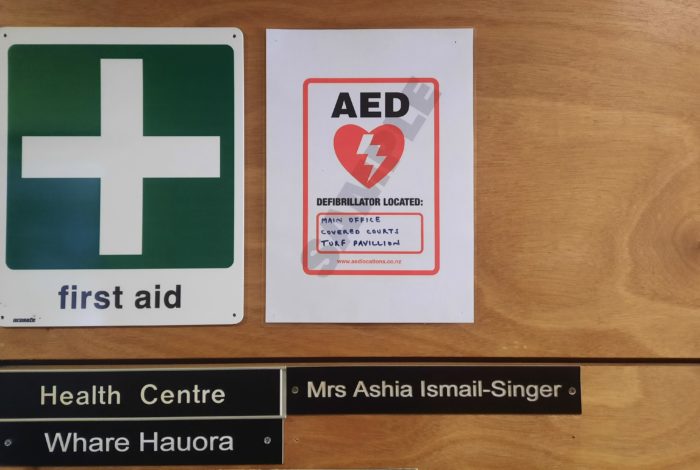 first aid
AED
SAMPLE
DEFIBRILLATOR LOCATED:
MAIN OFFICE
COVERED COURTS
TURF PAVILLION
www.aedlocations.co.nz
Health Centre
Mrs Ashia Ismail-Singer
Whare Hauora